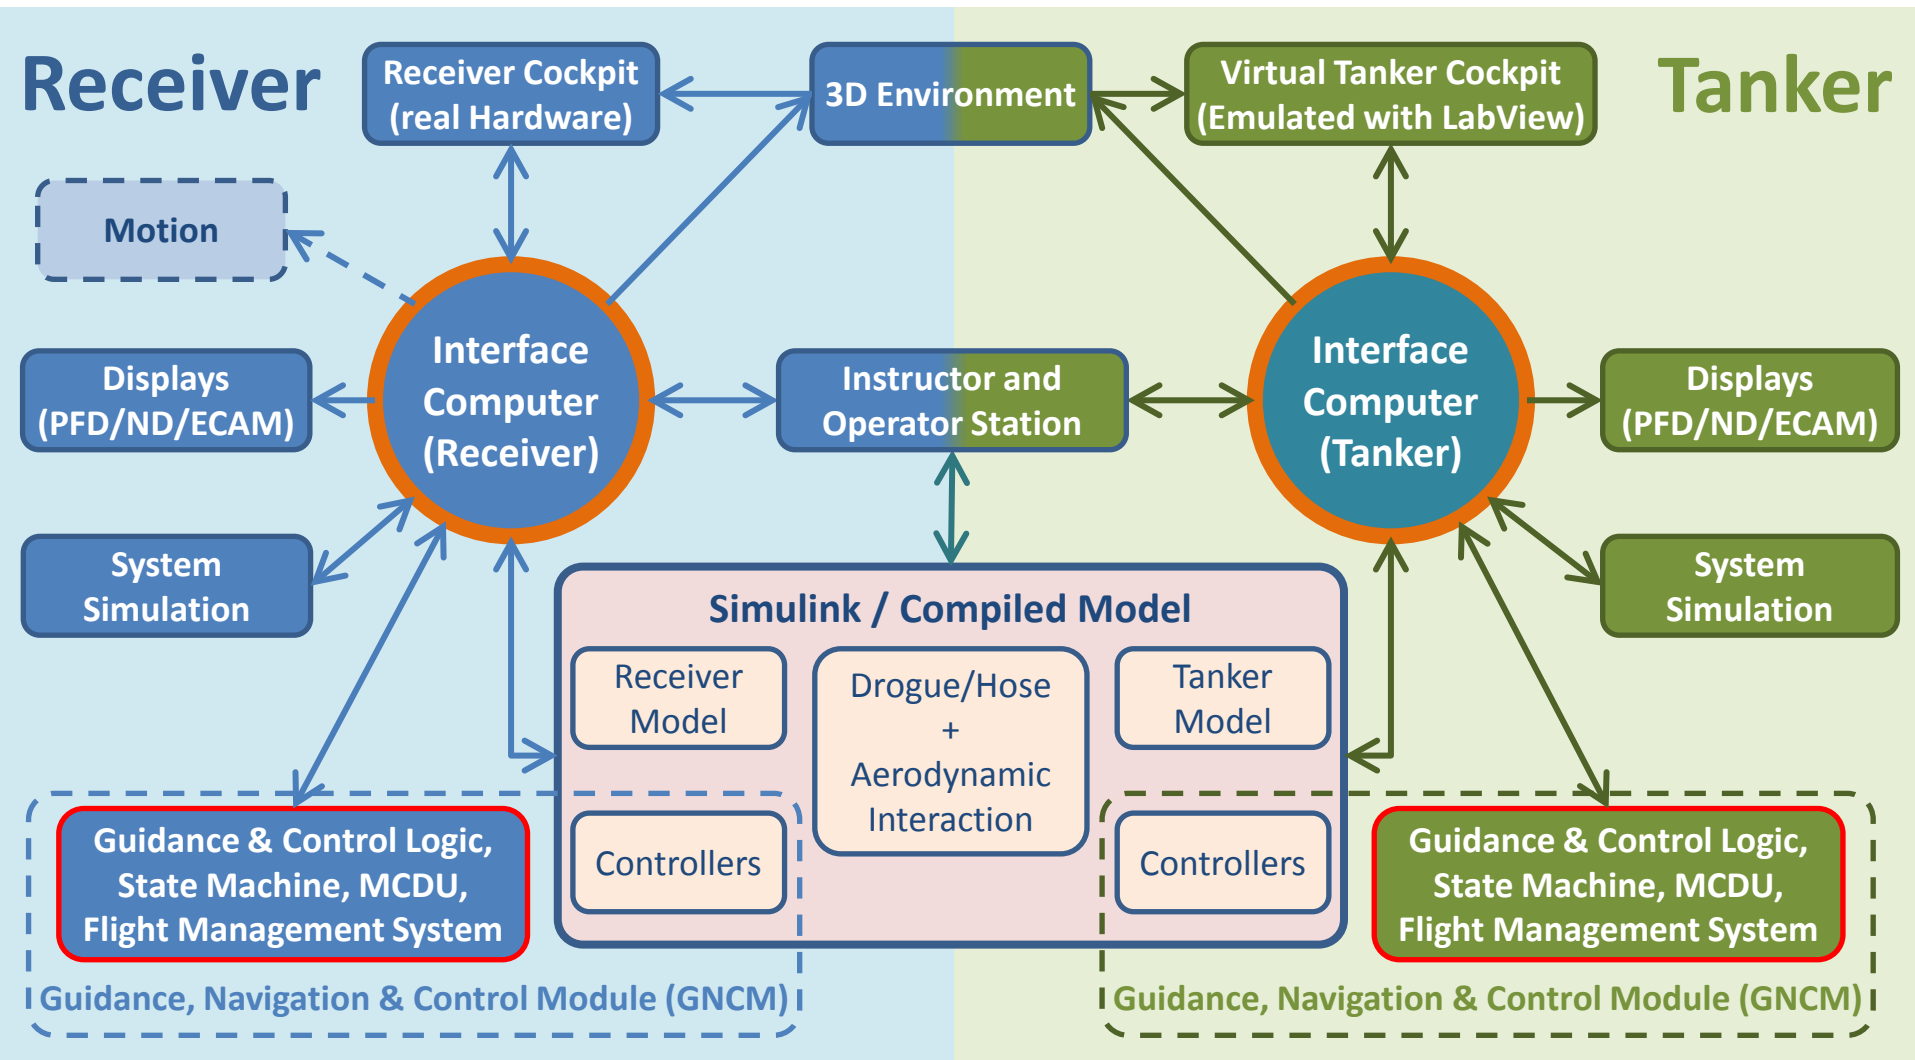 Receiver
Tanker
Receiver Cockpit
(real Hardware)
3D Environment
Virtual Tanker Cockpit
(Emulated with LabView)
Motion
Interface
Computer
(Receiver)
Interface
Computer
(Tanker)
Displays
(PFD/ND/ECAM)
Instructor and
Operator Station
Displays
(PFD/ND/ECAM)
System
Simulation
System
Simulation
Simulink / Compiled Model
Receiver
Model
Drogue/Hose
+
Aerodynamic
Interaction
Tanker
Model
Controllers
Controllers
Guidance & Control Logic,
State Machine, MCDU,
Flight Management System
Guidance & Control Logic,
State Machine, MCDU,
Flight Management System
Guidance, Navigation & Control Module (GNCM)
Guidance, Navigation & Control Module (GNCM)